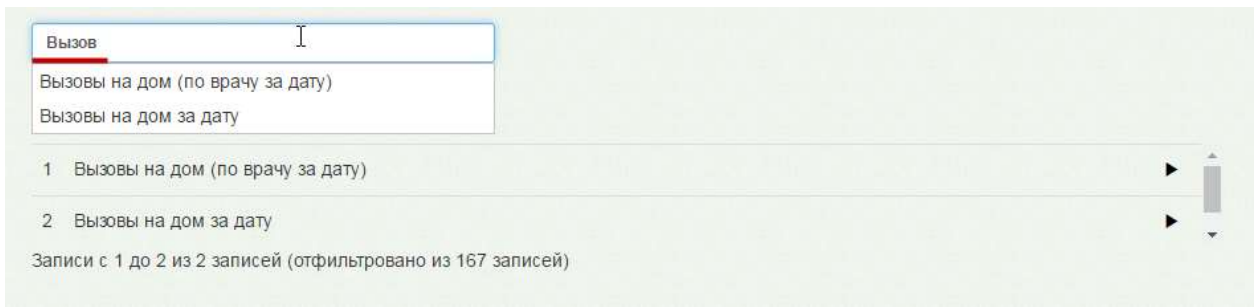 Вызов
Вызовы на дом (по врачу за дату)
Вызовы на дом за дату
1 Вызовы на дом (по врачу за дату)
2 Вызовы на дом за дату
Записи с 1 до 2 из 2 записей (отфильтровано из 167 записей)